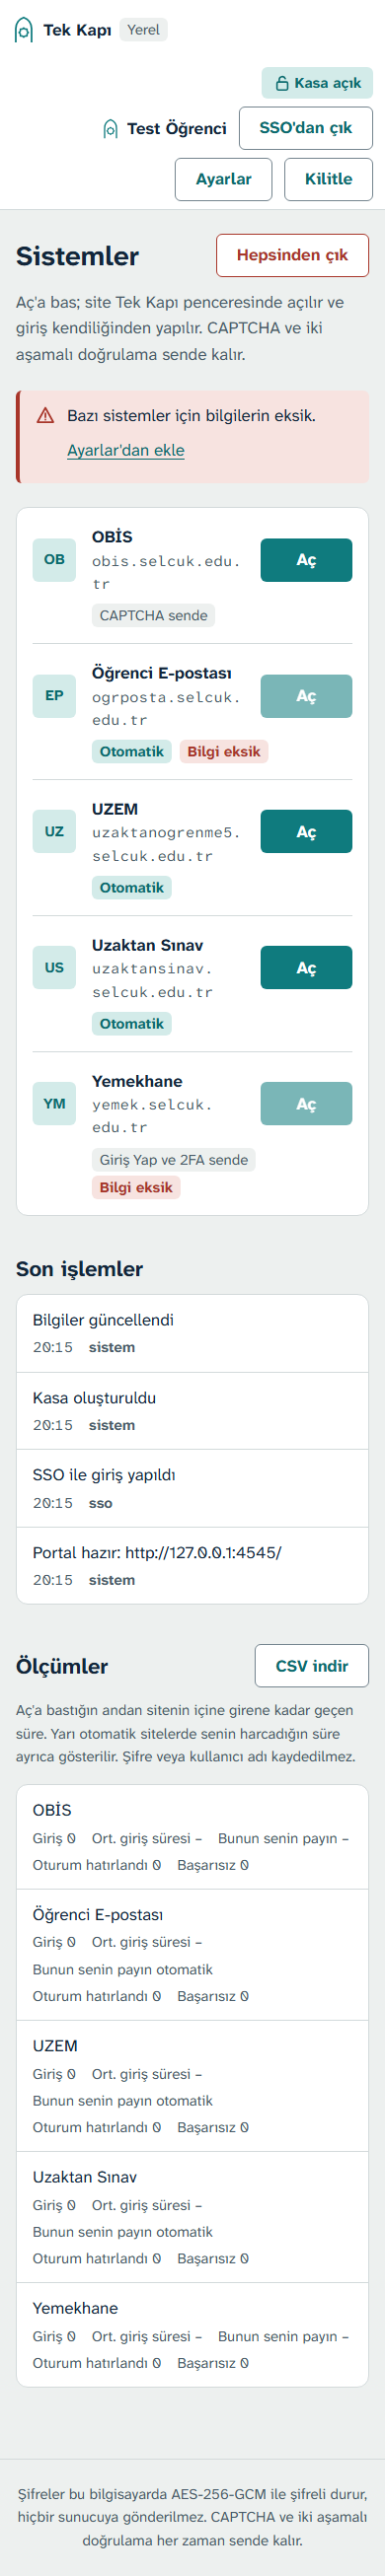 Tek Kapı Yerel
Kasa açık
Test Öğrenci SSO'dan çık
Ayarlar Kilitle
Sistemler Hepsinden çık
Aç'a bas; site Tek Kapı penceresinde açılır ve
giriş kendiliğinden yapılır. CAPTCHA ve iki
aşamalı doğrulama sende kalır.
Bazı sistemler için bilgilerin eksik.
Ayarlar'dan ekle
OBİS
OB obis.selcuk.edu. Aç
tr
CAPTCHA sende
Öğrenci E-postası
EP ogrposta.selcuk. Aç
edu.tr
Otomatik Bilgi eksik
UZEM
UZ uzaktanogrenme5. Aç
selcuk.edu.tr
Otomatik
Uzaktan Sınav
US uzaktansinav. Aç
selcuk.edu.tr
Otomatik
Yemekhane
YM yemek.selcuk. Aç
edu.tr
Giriş Yap ve 2FA sende
Bilgi eksik
Son işlemler
Bilgiler güncellendi
20:15 sistem
Kasa oluşturuldu
20:15 sistem
SSO ile giriş yapıldı
20:15 sso
Portal hazır: http://127.0.0.1:4545/
20:15 sistem
Ölçümler CSV indir
Aç'a bastığın andan sitenin içine girene kadar geçen
süre. Yarı otomatik sitelerde senin harcadığın süre
ayrıca gösterilir. Şifre veya kullanıcı adı kaydedilmez.
OBİS
Giriş 0 Ort. giriş süresi – Bunun senin payın –
Oturum hatırlandı 0 Başarısız 0
Öğrenci E-postası
Giriş 0 Ort. giriş süresi –
Bunun senin payın otomatik
Oturum hatırlandı 0 Başarısız 0
UZEM
Giriş 0 Ort. giriş süresi –
Bunun senin payın otomatik
Oturum hatırlandı 0 Başarısız 0
Uzaktan Sınav
Giriş 0 Ort. giriş süresi –
Bunun senin payın otomatik
Oturum hatırlandı 0 Başarısız 0
Yemekhane
Giriş 0 Ort. giriş süresi – Bunun senin payın –
Oturum hatırlandı 0 Başarısız 0
Şifreler bu bilgisayarda AES-256-GCM ile şifreli durur,
hiçbir sunucuya gönderilmez. CAPTCHA ve iki aşamalı
doğrulama her zaman sende kalır.